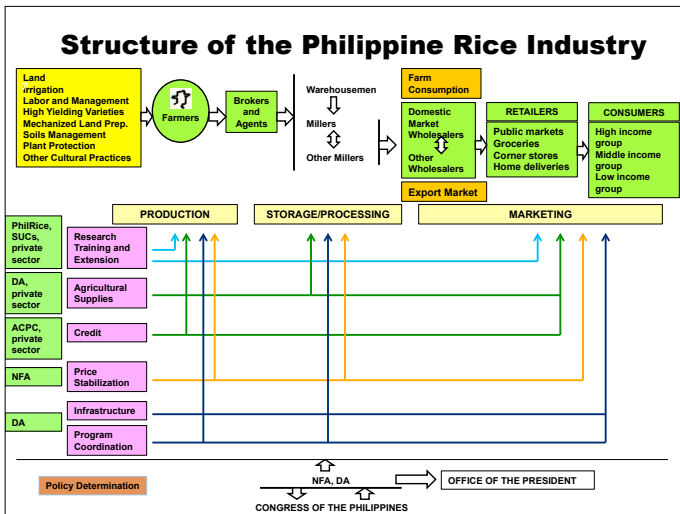 Structure of the Philippine Rice Industry
Land
Irrigation
Labor and Management
High Yielding Varieties
Mechanized Land Prep.
Soils Management
Plant Protection
Other Cultural Practices
Farmers
Brokers
and
Agents
Warehousemen
Millers
Other Millers
Farm
Consumption
Domestic
Market
Wholesalers
Other
Wholesalers
Export Market
RETAILERS
Public markets
Groceries
Corner stores
Home deliveries
CONSUMERS
High income
group
Middle income
group
Low income
group
PRODUCTION
STORAGE/PROCESSING
MARKETING
PhilRice,
SUCs,
private
sector
Research
Training and
Extension
DA,
private
sector
Agricultural
Supplies
ACPC,
private
sector
Credit
NFA
Price
Stabilization
DA
Infrastructure
Program
Coordination
Policy Determination
NFA, DA
OFFICE OF THE PRESIDENT
CONGRESS OF THE PHILIPPINES